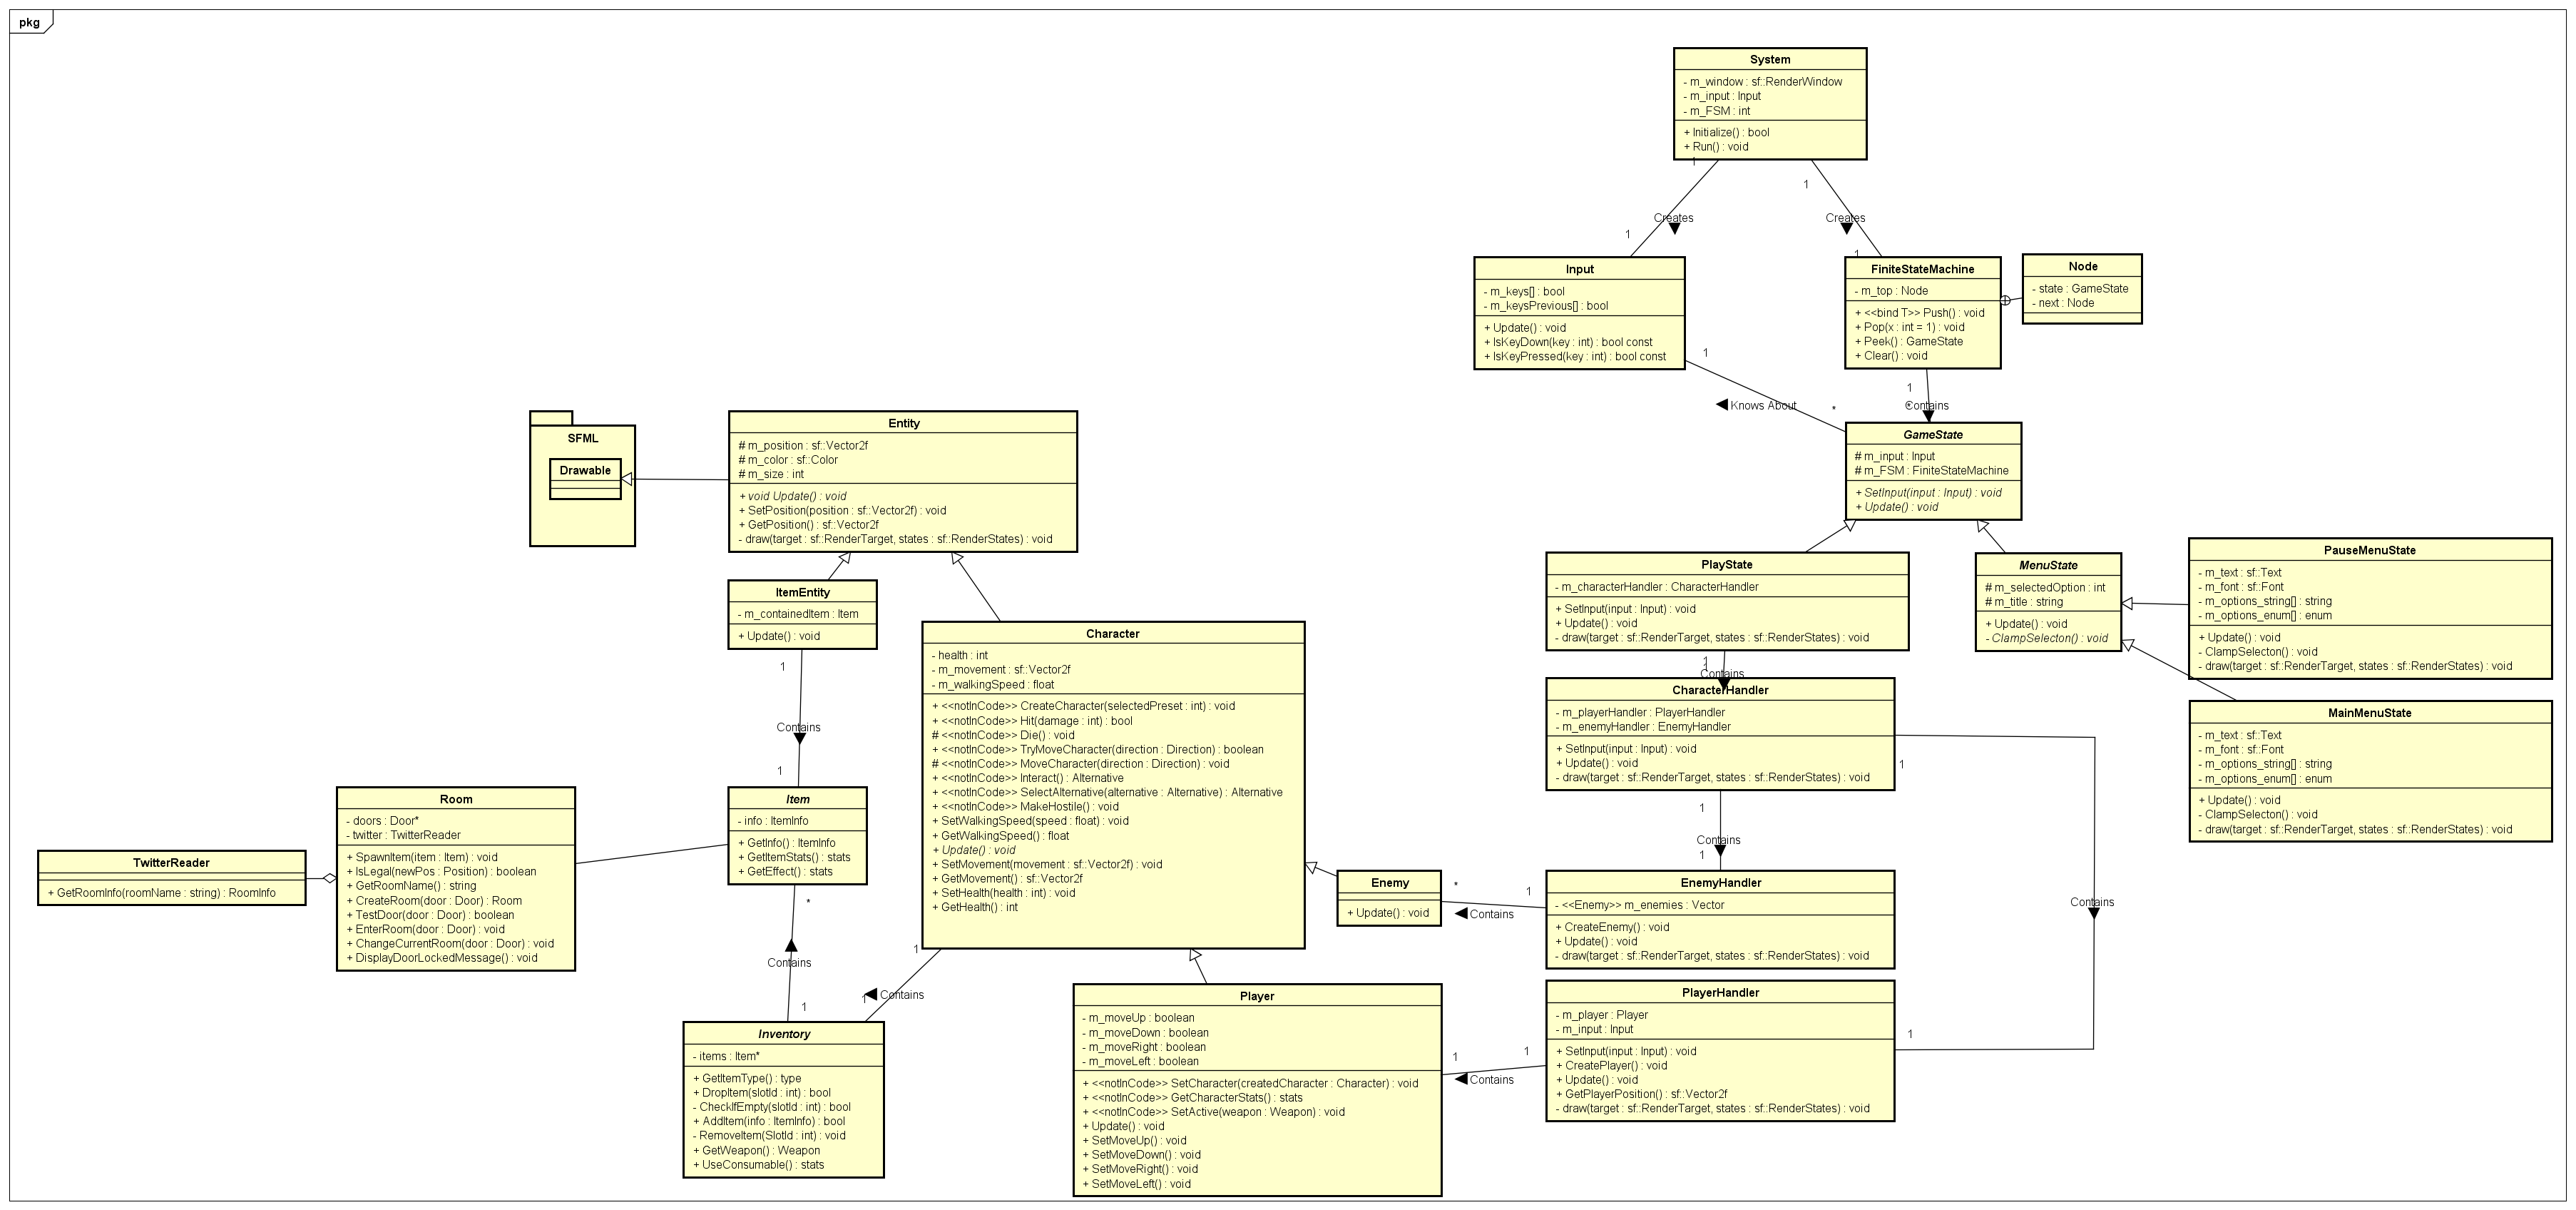 pkg
System
- m_window : sf::RenderWindow
- m_input : Input
- m_FSM : int
+ Initialize() : bool
+ Run() : void
1
1
Creates
Creates
1
1
Input
- m_keys[] : bool
- m_keysPrevious[] : bool
+ Update() : void
+ IsKeyDown(key : int) : bool const
+ IsKeyPressed(key : int) : bool const
FiniteStateMachine
- m_top : Node
+ <<bind T>> Push() : void
+ Pop(x : int = 1) : void
+ Peek() : GameState
+ Clear() : void
Node
- state : GameState
- next : Node
1
Knows About
*
1
*
Contains
GameState
# m_input : Input
# m_FSM : FiniteStateMachine
+ SetInput(input : Input) : void
+ Update() : void
SFML
Drawable
Entity
# m_position : sf::Vector2f
# m_color : sf::Color
# m_size : int
+ void Update() : void
+ SetPosition(position : sf::Vector2f) : void
+ GetPosition() : sf::Vector2f
- draw(target : sf::RenderTarget, states : sf::RenderStates) : void
ItemEntity
- m_containedItem : Item
+ Update() : void
1
Contains
1
Character
- health : int
- m_movement : sf::Vector2f
- m_walkingSpeed : float
+ <<notInCode>> CreateCharacter(selectedPreset : int) : void
+ <<notInCode>> Hit(damage : int) : bool
# <<notInCode>> Die() : void
+ <<notInCode>> TryMoveCharacter(direction : Direction) : boolean
# <<notInCode>> MoveCharacter(direction : Direction) : void
+ <<notInCode>> Interact() : Alternative
+ <<notInCode>> SelectAlternative(alternative : Alternative) : Alternative
+ <<notInCode>> MakeHostile() : void
+ SetWalkingSpeed(speed : float) : void
+ GetWalkingSpeed() : float
+ Update() : void
+ SetMovement(movement : sf::Vector2f) : void
+ GetMovement() : sf::Vector2f
+ SetHealth(health : int) : void
+ GetHealth() : int
PlayState
- m_characterHandler : CharacterHandler
+ SetInput(input : Input) : void
+ Update() : void
- draw(target : sf::RenderTarget, states : sf::RenderStates) : void
MenuState
# m_selectedOption : int
# m_title : string
+ Update() : void
- ClampSelecton() : void
PauseMenuState
- m_text : sf::Text
- m_font : sf::Font
- m_options_string[] : string
- m_options_enum[] : enum
+ Update() : void
- ClampSelecton() : void
- draw(target : sf::RenderTarget, states : sf::RenderStates) : void
1
1
Contains
CharacterHandler
- m_playerHandler : PlayerHandler
- m_enemyHandler : EnemyHandler
+ SetInput(input : Input) : void
+ Update() : void
- draw(target : sf::RenderTarget, states : sf::RenderStates) : void
MainMenuState
- m_text : sf::Text
- m_font : sf::Font
- m_options_string[] : string
- m_options_enum[] : enum
+ Update() : void
- ClampSelecton() : void
- draw(target : sf::RenderTarget, states : sf::RenderStates) : void
1
1
Contains
1
Contains
1
TwitterReader
+ GetRoomInfo(roomName : string) : RoomInfo
Room
- doors : Door*
- twitter : TwitterReader
+ SpawnItem(item : Item) : void
+ IsLegal(newPos : Position) : boolean
+ GetRoomName() : string
+ CreateRoom(door : Door) : Room
+ TestDoor(door : Door) : boolean
+ EnterRoom(door : Door) : void
+ ChangeCurrentRoom(door : Door) : void
+ DisplayDoorLockedMessage() : void
Item
- info : ItemInfo
+ GetInfo() : ItemInfo
+ GetItemStats() : stats
+ GetEffect() : stats
*
Contains
1
1
Contains
1
Inventory
- items : Item*
+ GetItemType() : type
+ DropItem(slotId : int) : bool
- CheckIfEmpty(slotId : int) : bool
+ AddItem(info : ItemInfo) : bool
- RemoveItem(SlotId : int) : void
+ GetWeapon() : Weapon
+ UseConsumable() : stats
Enemy
+ Update() : void
*
1
Contains
EnemyHandler
- <<Enemy>> m_enemies : Vector
+ CreateEnemy() : void
+ Update() : void
- draw(target : sf::RenderTarget, states : sf::RenderStates) : void
Player
- m_moveUp : boolean
- m_moveDown : boolean
- m_moveRight : boolean
- m_moveLeft : boolean
+ <<notInCode>> SetCharacter(createdCharacter : Character) : void
+ <<notInCode>> GetCharacterStats() : stats
+ <<notInCode>> SetActive(weapon : Weapon) : void
+ Update() : void
+ SetMoveUp() : void
+ SetMoveDown() : void
+ SetMoveRight() : void
+ SetMoveLeft() : void
1
1
Contains
PlayerHandler
- m_player : Player
- m_input : Input
+ SetInput(input : Input) : void
+ CreatePlayer() : void
+ Update() : void
+ GetPlayerPosition() : sf::Vector2f
- draw(target : sf::RenderTarget, states : sf::RenderStates) : void